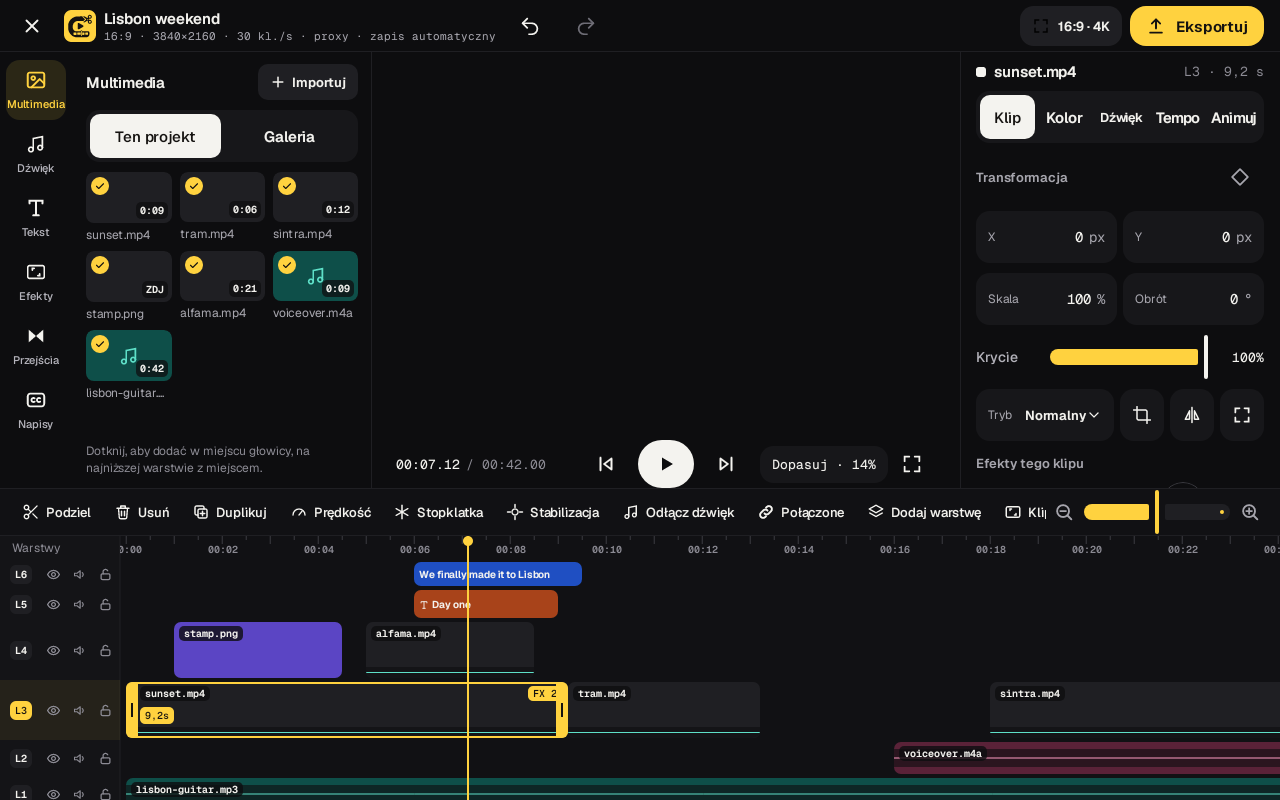 Lisbon weekend
16:9 · 3840×2160 · 30 kl./s · proxy · zapis automatyczny
16:9 · 4K
Eksportuj
Multimedia
Dźwięk
Tekst
Efekty
Przejścia
Napisy
Multimedia
Importuj
Ten projekt
Galeria
0:09
0:06
0:12
sunset.mp4
tram.mp4
sintra.mp4
ZDJ
0:21
0:09
stamp.png
alfama.mp4
voiceover.m4a
0:42
lisbon-guitar…
Dotknij, aby dodać w miejscu głowicy, na
najniższej warstwie z miejscem.
00:07.12 / 00:42.00
Dopasuj · 14%
sunset.mp4
L3 · 9,2 s
Klip
Kolor
Dźwięk
Tempo
Animuj
Transformacja
X
0 px
Y
0 px
Skala
100 %
Obrót
0 °
Krycie
100%
Tryb
Normalny
Efekty tego klipu
Podziel
Usuń
Duplikuj
Prędkość
Stopklatka
Stabilizacja
Odłącz dźwięk
Połączone
Dodaj warstwę
Warstwy
0:00
00:02
00:04
00:06
00:08
00:10
00:12
00:14
00:16
00:18
00:20
00:22
L6
We finally made it to Lisbon
L5
Day one
L4
stamp.png
alfama.mp4
L3
sunset.mp4
FX 2
9,2s
tram.mp4
sintra.mp4
L2
voiceover.m4a
L1
lisbon-guitar.mp3